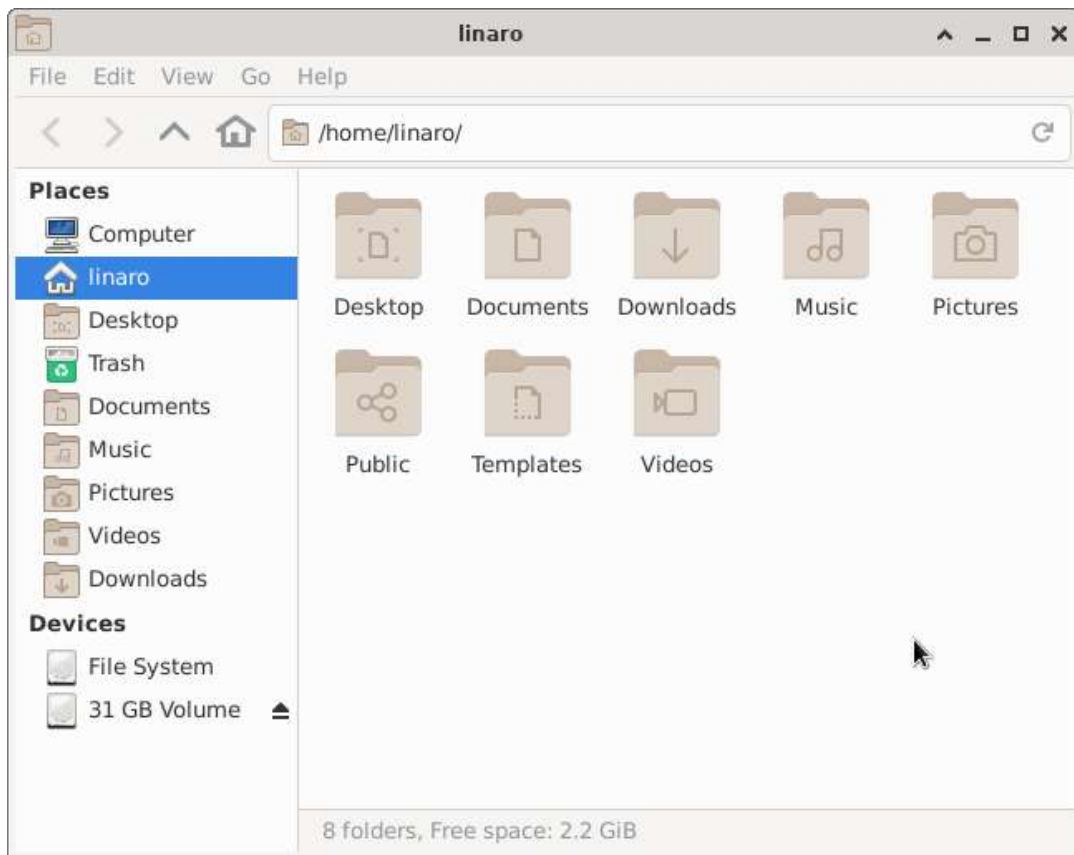 linaro
File Edit View Go Help
/home/linaro/
Places
Computer
linaro
Desktop
Trash
Documents
Music
Pictures
Videos
Downloads
Devices
File System
31 GB Volume
Desktop Documents Downloads Music Pictures
Public Templates Videos
8 folders, Free space: 2.2 GiB